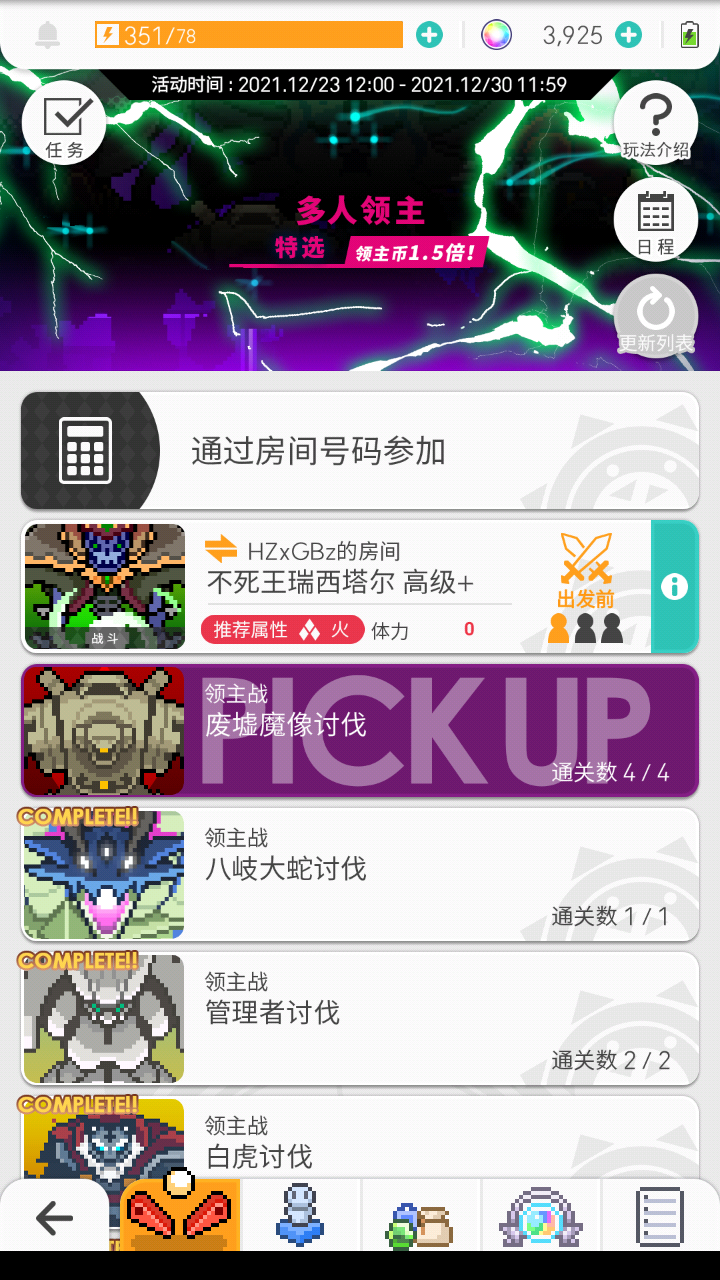 351/78
3,925
活动时间 : 2021.12/23 12:00 - 2021.12/30 11:59
任务
玩法介绍
多人领主
特选 领主币1.5倍!
日程
更新列表
通过房间号码参加
HZxGBz的房间
不死王瑞西塔尔 高级+
出发前
战斗
推荐属性 火 体力 0
PICK UP
领主战
废墟魔像讨伐
通关数 4 / 4
COMPLETE!!
领主战
八岐大蛇讨伐
通关数 1 / 1
COMPLETE!!
领主战
管理者讨伐
通关数 2 / 2
COMPLETE!!
领主战
白虎讨伐